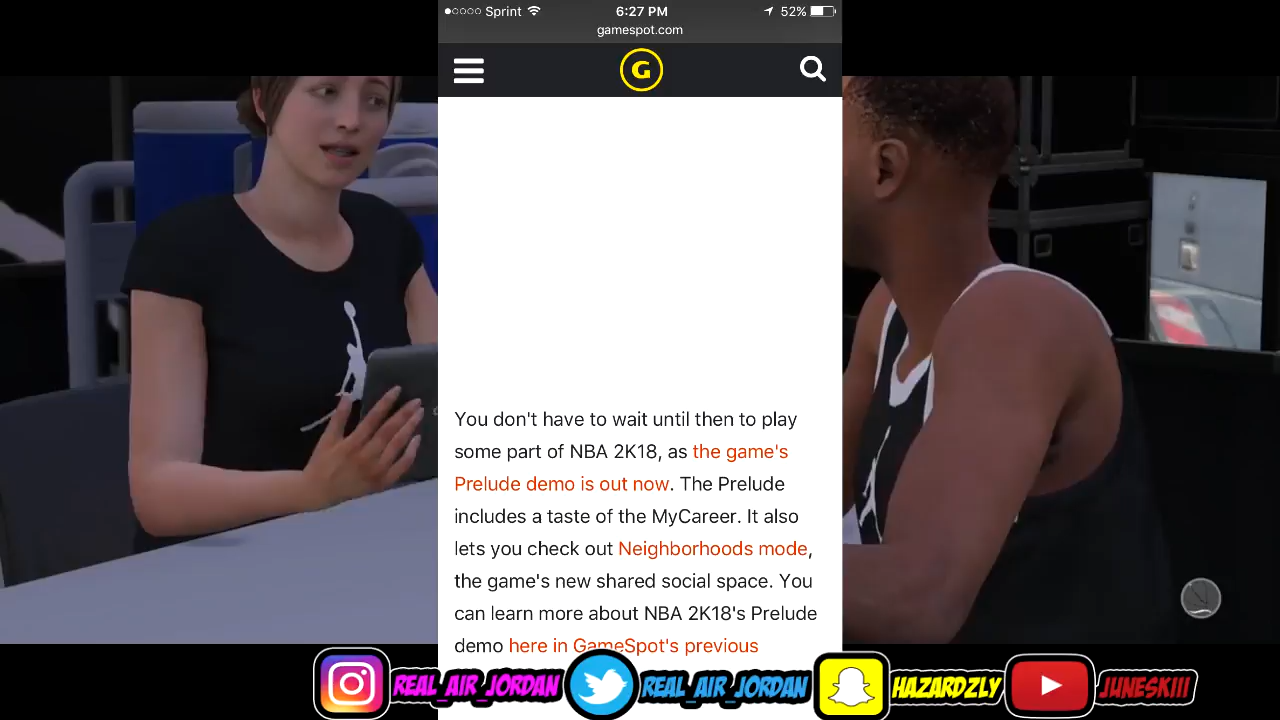 ●○○○○ Sprint 6:27 PM 52%
gamespot.com
G
You don't have to wait until then to play
some part of NBA 2K18, as the game's
Prelude demo is out now. The Prelude
includes a taste of the MyCareer. It also
lets you check out Neighborhoods mode,
the game's new shared social space. You
can learn more about NBA 2K18's Prelude
demo here in GameSpot's previous
REAL_AIR_JORDAN REAL_AIR_JORDAN HAZARDZLY JUNESKIII